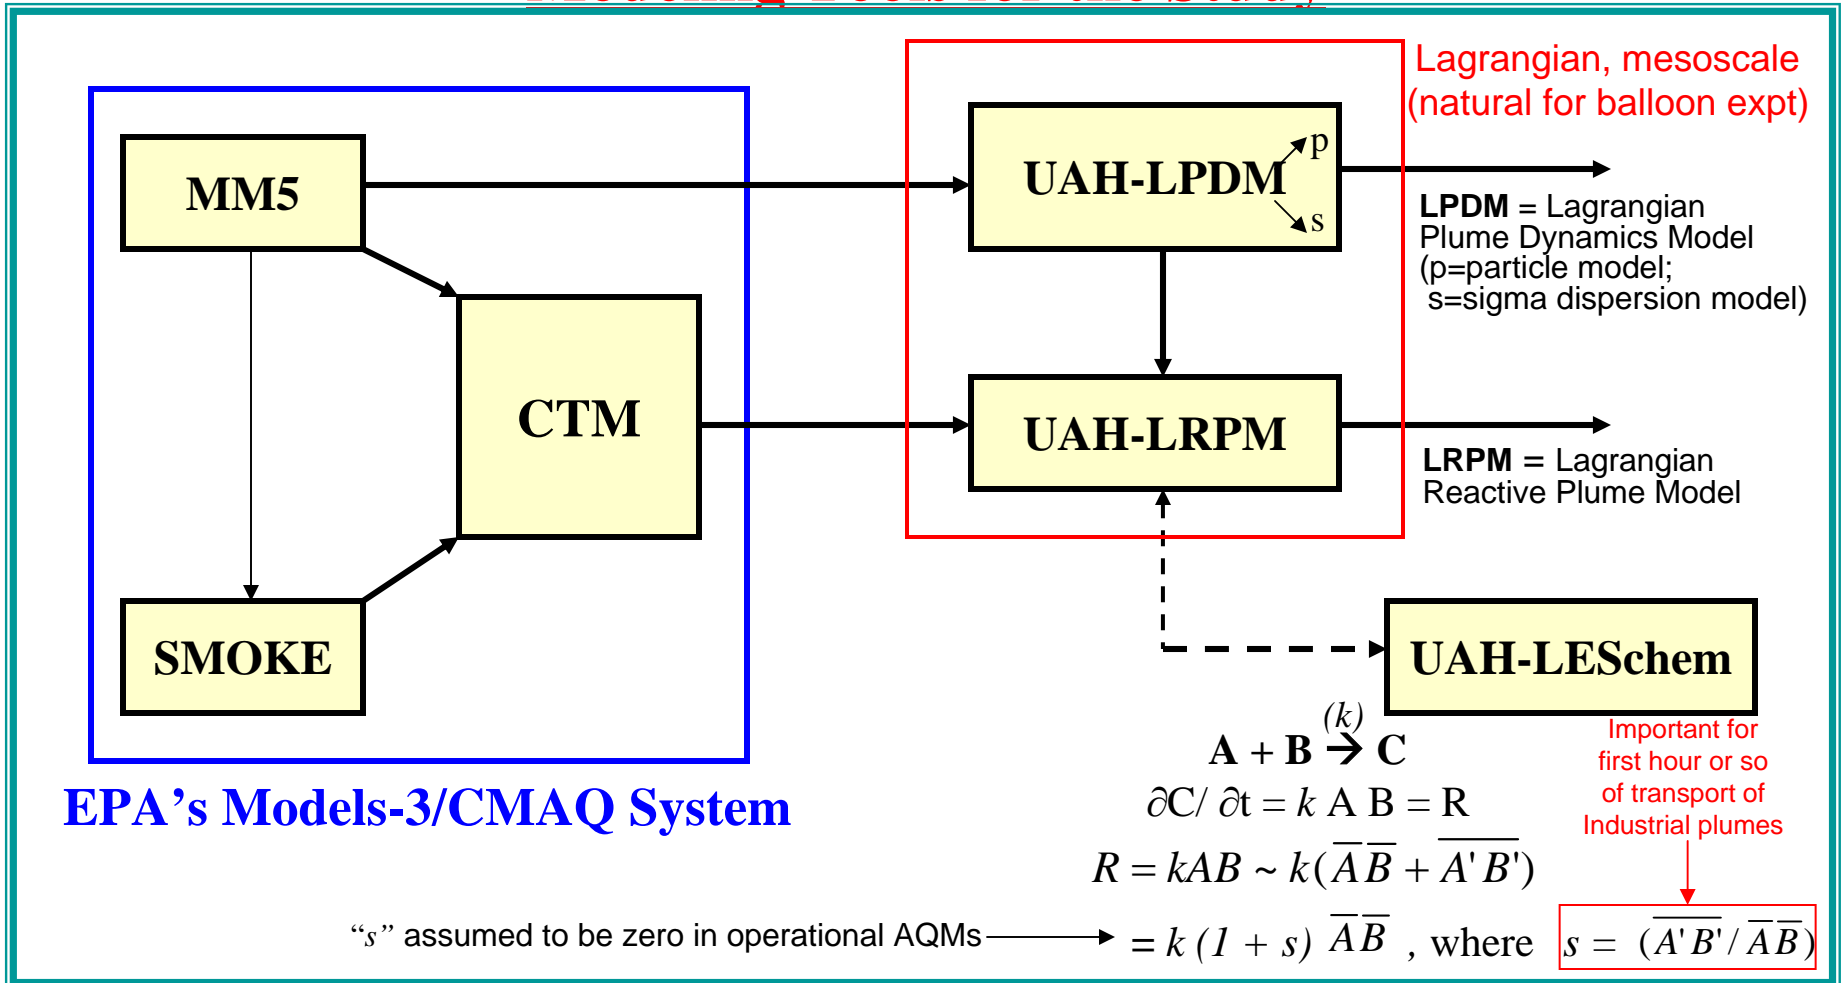 Lagrangian, mesoscale
(natural for balloon expt)
MM5
UAH-LPDM
p
s
LPDM = Lagrangian
Plume Dynamics Model
(p=particle model;
s=sigma dispersion model)
CTM
UAH-LRPM
LRPM = Lagrangian
Reactive Plume Model
SMOKE
UAH-LESchem
EPA’s Models-3/CMAQ System
(k)
A + B → C
∂C/ ∂t = k A B = R
R = kAB ~ k(A̅ B̅ + \overline{A' B'})
“s” assumed to be zero in operational AQMs
= k (1 + s) A̅ B̅ , where
s = (\overline{A' B'} / A̅ B̅)
Important for
first hour or so
of transport of
Industrial plumes